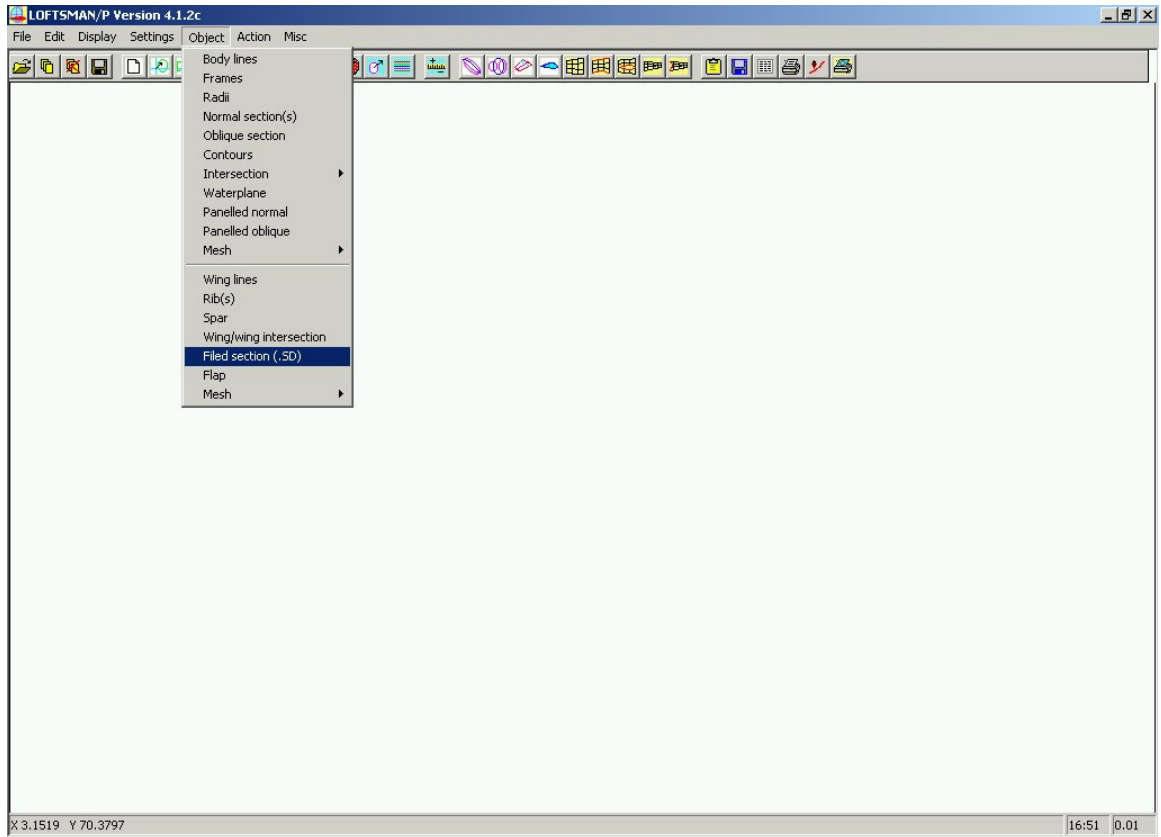 LOFTSMAN/P Version 4.1.2c
File Edit Display Settings Object Action Misc
Body lines
Frames
Radii
Normal section(s)
Oblique section
Contours
Intersection
Waterplane
Panelled normal
Panelled oblique
Mesh
Wing lines
Rib(s)
Spar
Wing/wing intersection
Filed section (.SD)
Flap
Mesh
X 3.1519 Y 70.3797 16:51 0.01